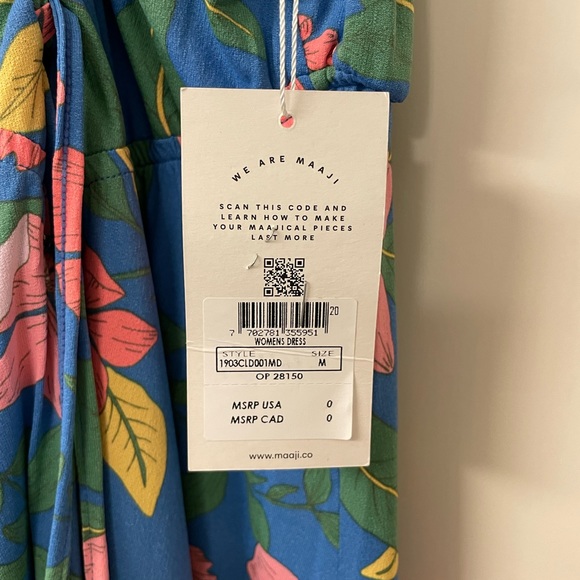 WE ARE MAAJI
SCAN THIS CODE AND
LEARN HOW TO MAKE
YOUR MAAJICAL PIECES
LAST MORE
20
7 702781 355951
WOMENS DRESS
STYLE SIZE
1903CLD001MD M
OP 28150
MSRP USA 0
MSRP CAD 0
www.maaji.co